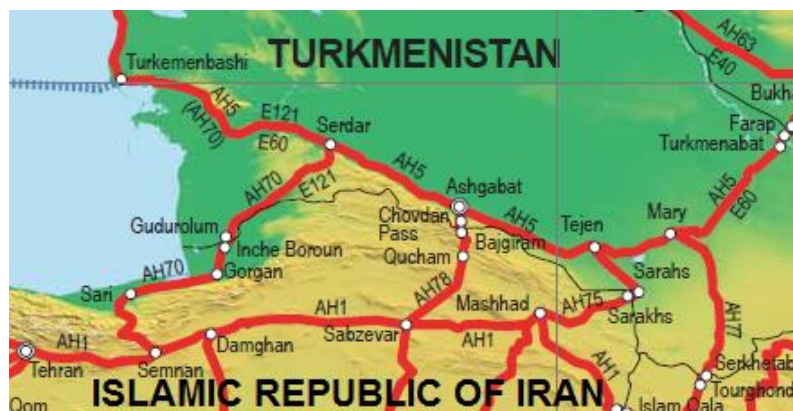 AH63
E40
TURKMENISTAN
Turkemenbashi
AH5
(AH70)
E121
E60
Serdar
Bukha
Farap
Turkmenabat
AH5
E60
AH70
E121
AH5
Ashgabat
Chovdan
Pass
Bajgiram
AH5
Tejen
Mary
Gudurolum
Inche Boroun
Qucham
AH70
Gorgan
Sari
AH78
Mashhad
AH75
Sarahs
Sarakhs
AH77
AH1
Sabzevar
AH1
AH1
Damghan
AH1
Tehran
Semnan
Serkhetab
Tourghond
ISLAMIC REPUBLIC OF IRAN
Qom
Islam Qala